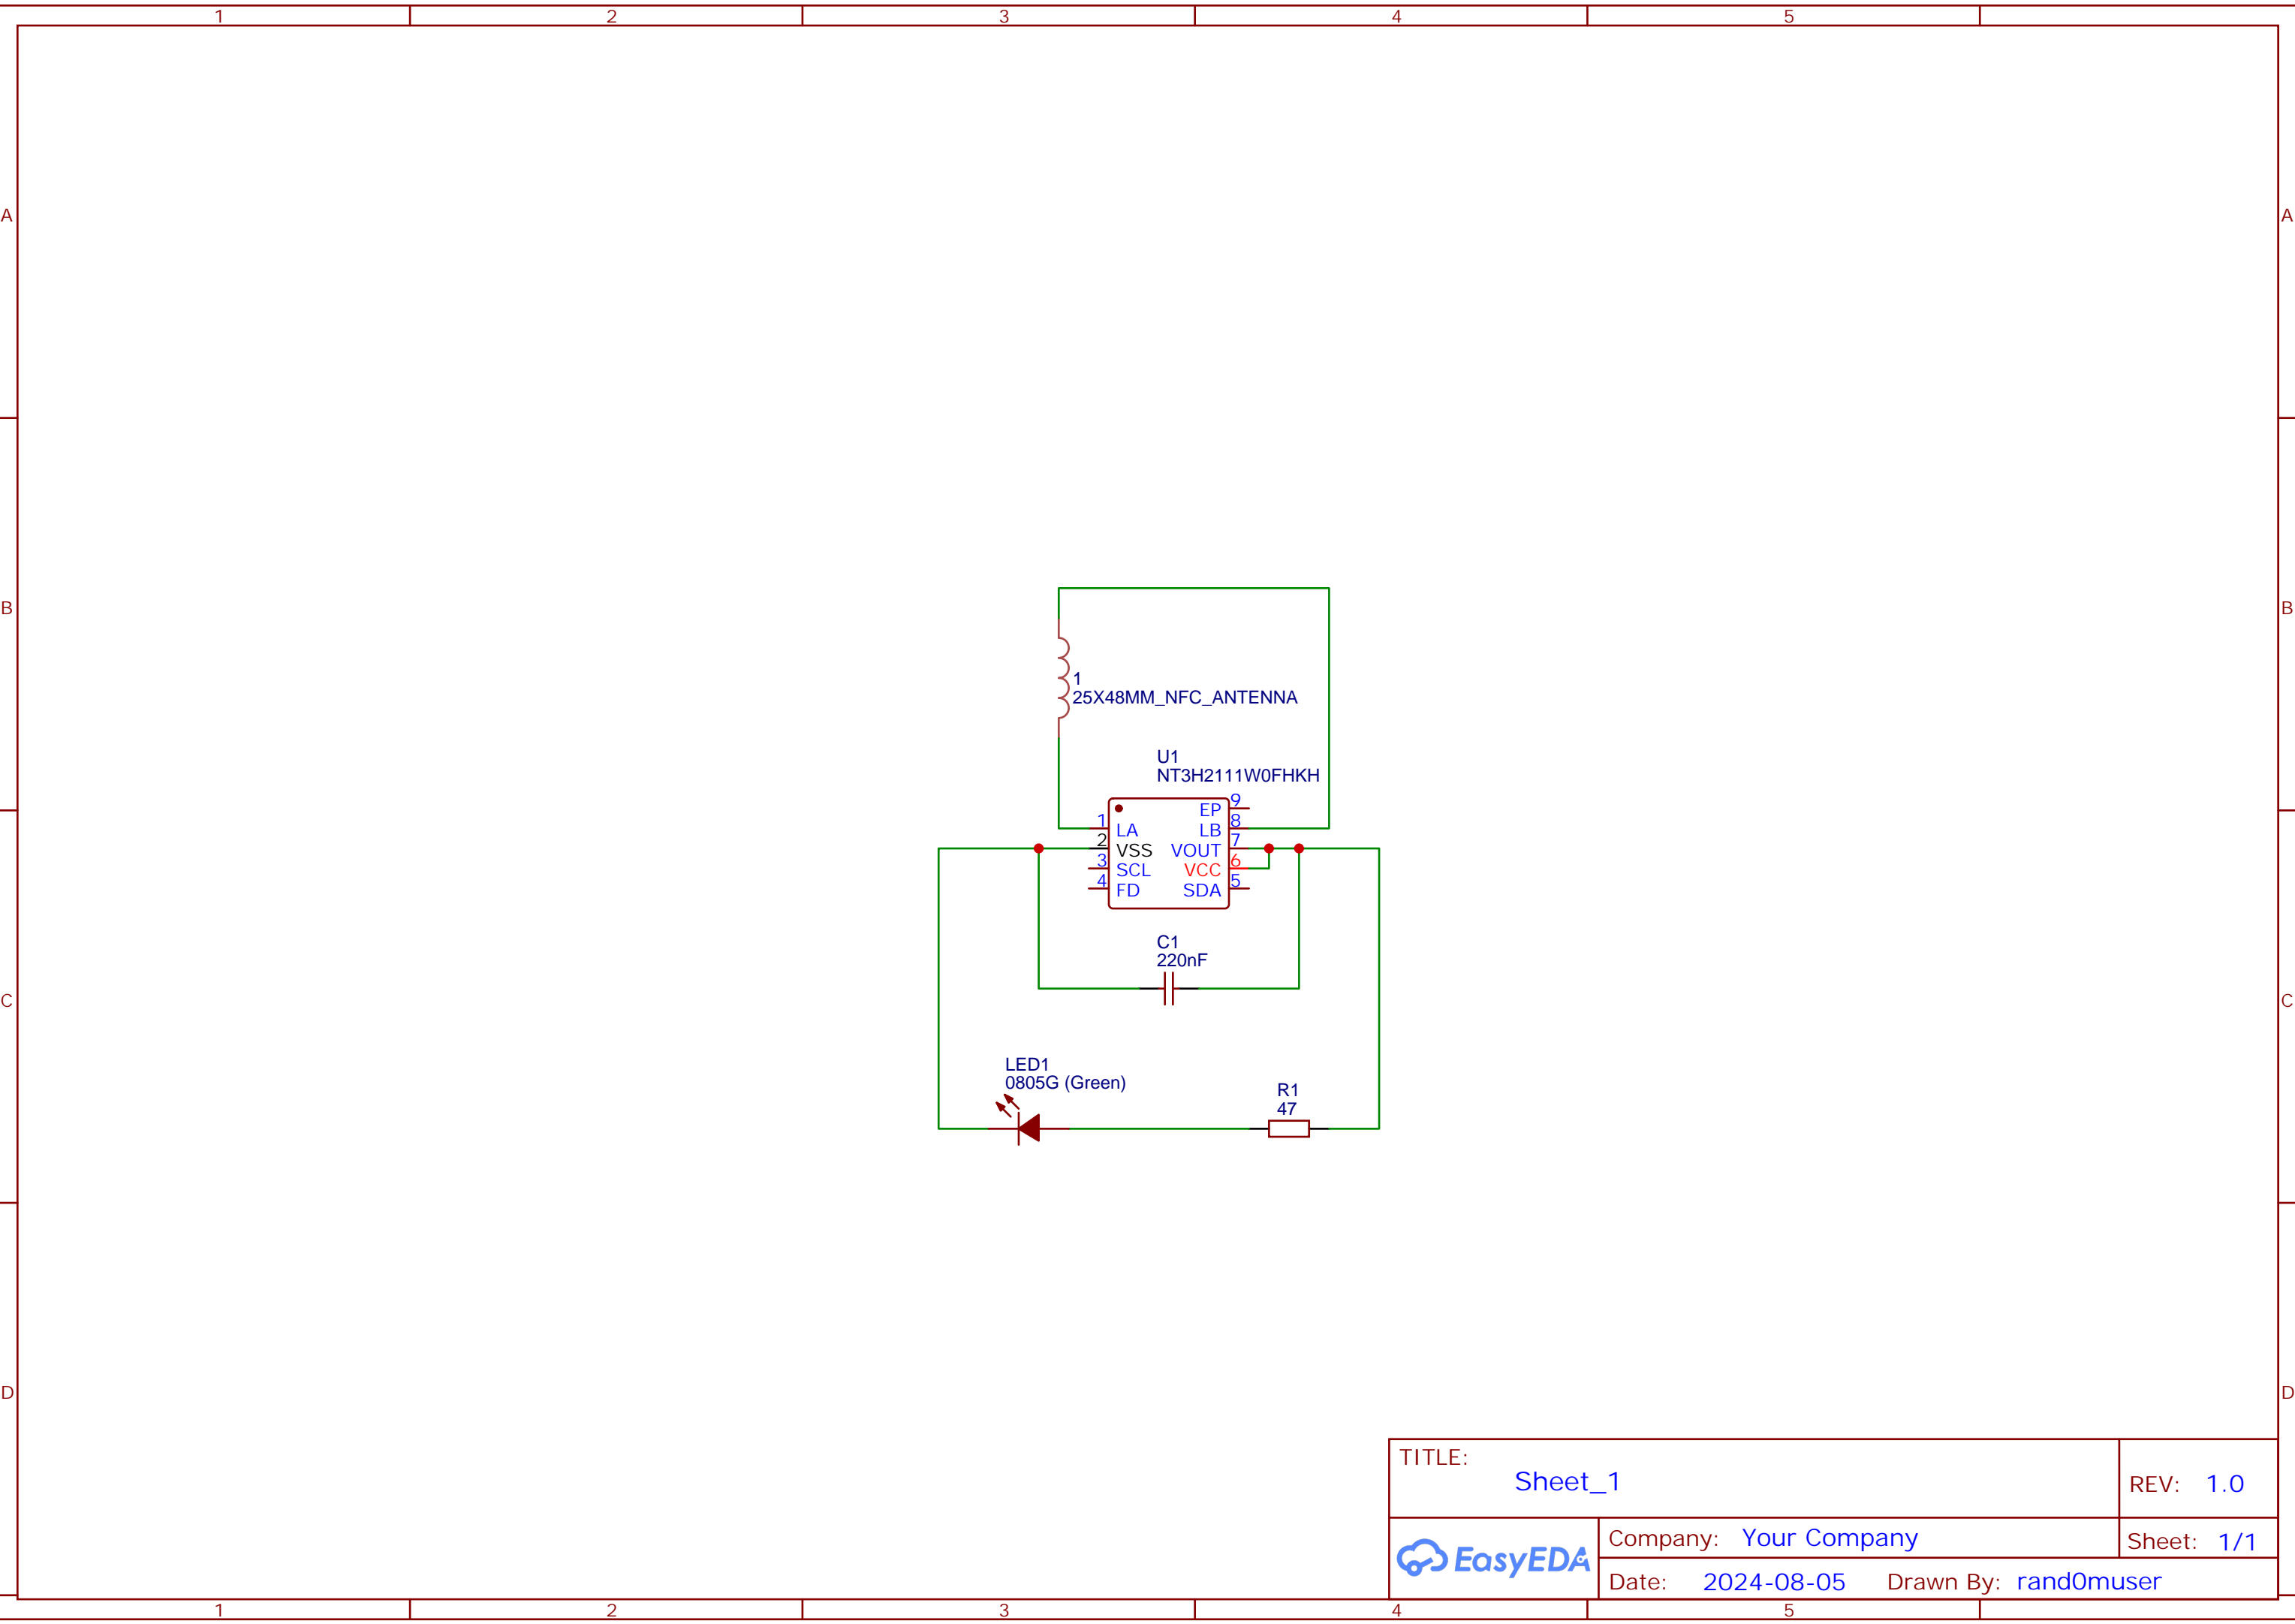 1 2 3 4 5
A A
B B
1
25X48MM_NFC_ANTENNA
U1
NT3H2111W0FHKH
EP 9
1 LA LB 8
2 VSS VOUT 7
3 SCL VCC 6
4 FD SDA 5
C1
220nF
C C
LED1
0805G (Green)
R1
47
D D
TITLE:
Sheet_1
REV: 1.0
EasyEDA
Company: Your Company
Sheet: 1/1
Date: 2024-08-05 Drawn By: rand0muser
1 2 3 4 5